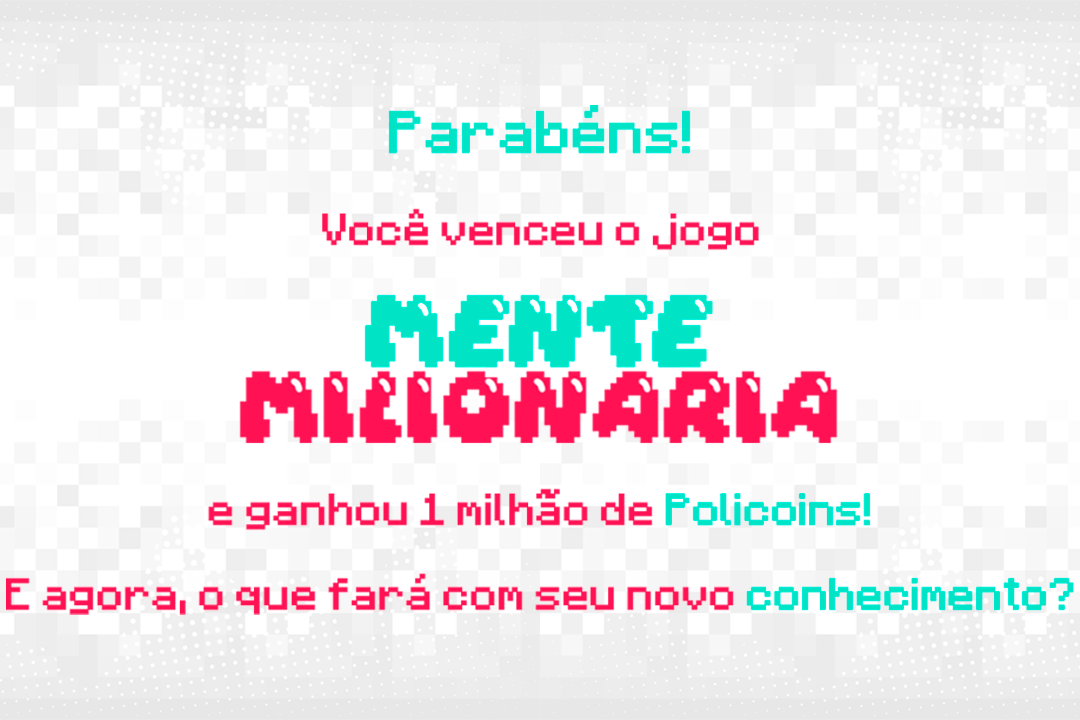 Parabéns!
Você venceu o jogo
MENTE
MILIONARIA
e ganhou 1 milhão de Policoins!
E agora, o que fará com seu novo conhecimento?